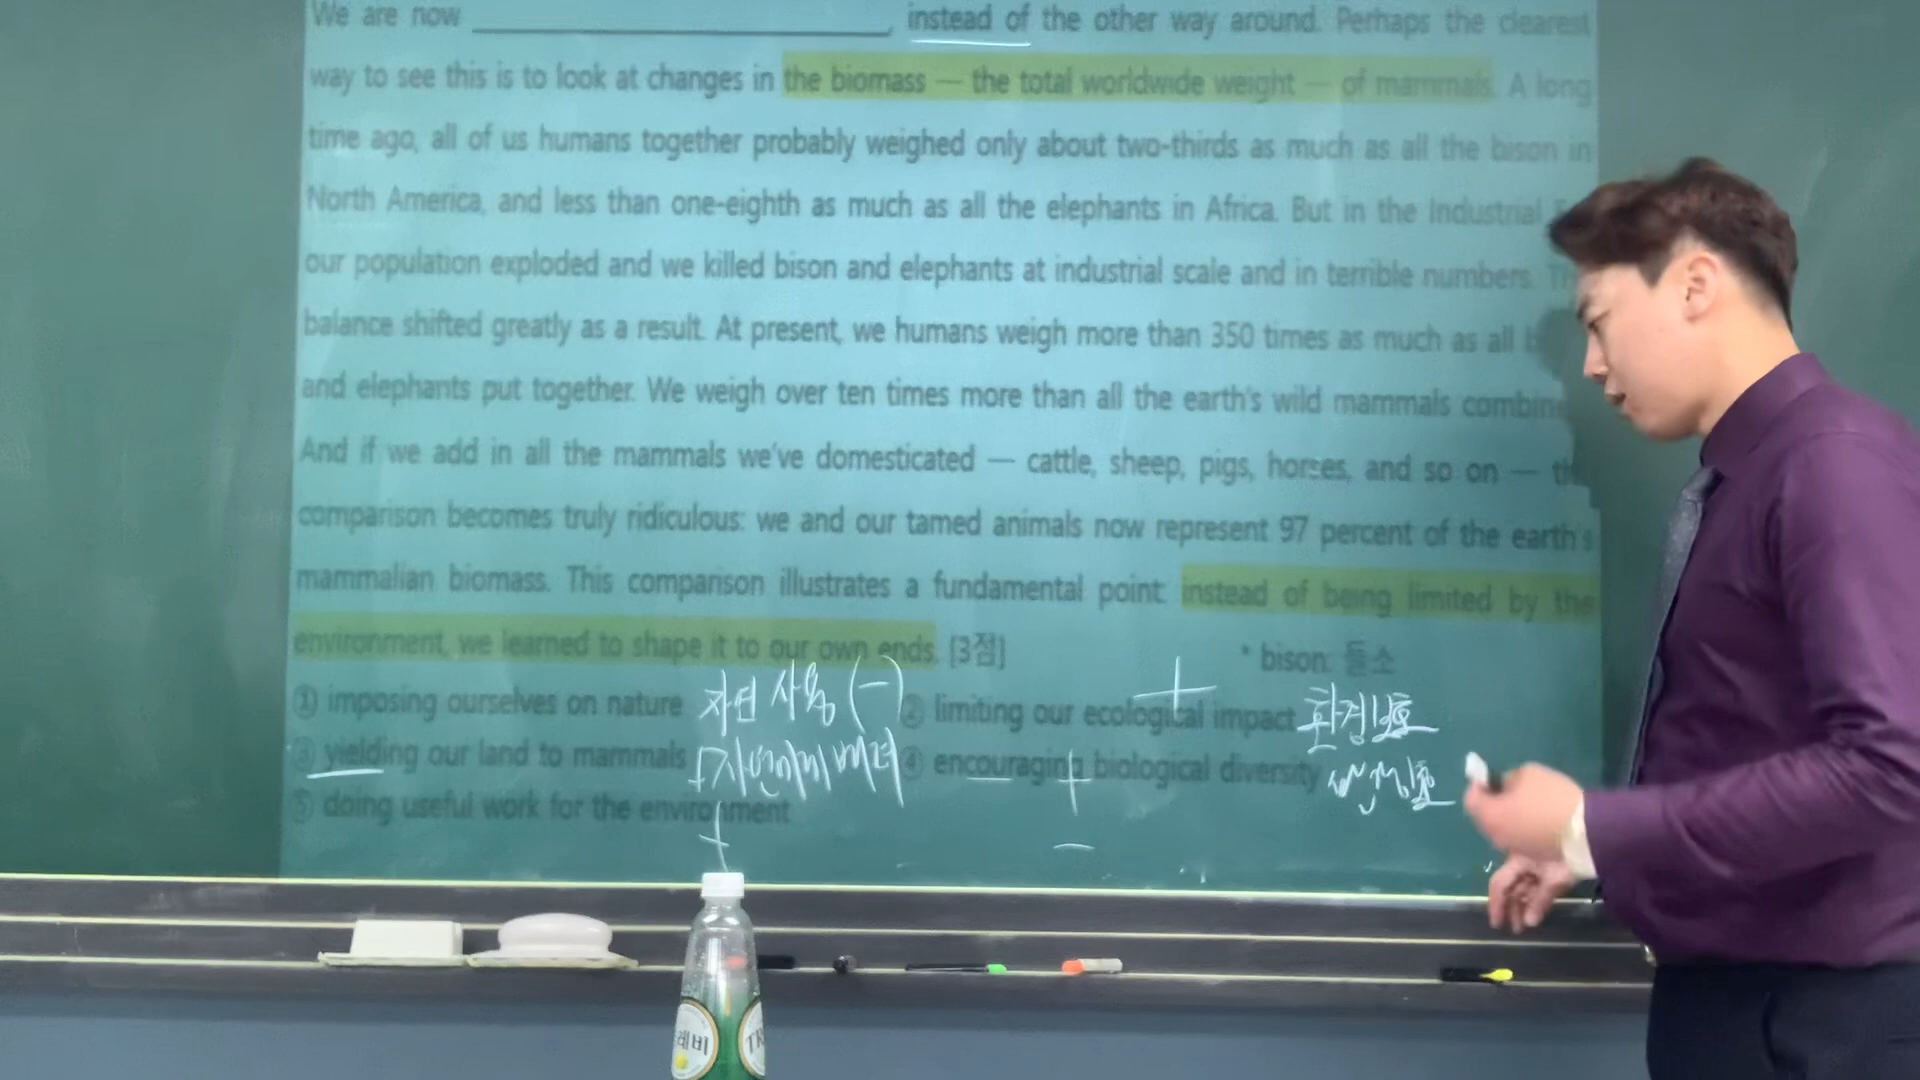 We are now ____________, instead of the other way around. Perhaps the clearest
way to see this is to look at changes in the biomass — the total worldwide weight — of mammals. A long
time ago, all of us humans together probably weighed only about two-thirds as much as all the bison in
North America, and less than one-eighth as much as all the elephants in Africa. But in the Industrial
our population exploded and we killed bison and elephants at industrial scale and in terrible numbers.
balance shifted greatly as a result. At present, we humans weigh more than 350 times as much as all
and elephants put together. We weigh over ten times more than all the earth's wild mammals
And if we add in all the mammals we've domesticated — cattle, sheep, pigs, horses, and so on —
comparison becomes truly ridiculous: we and our tamed animals now represent 97 percent of the earth's
mammalian biomass. This comparison illustrates a fundamental point: instead of being limited by the
environment, we learned to shape it to our own ends. [3점]
* bison: 들소
① imposing ourselves on nature 자연 사용 (−) ② limiting our ecological impact + 환경보호
③ yielding our land to mammals ④ encouraging biological diversity +
⑤ doing useful work for the environment
+ −
레비